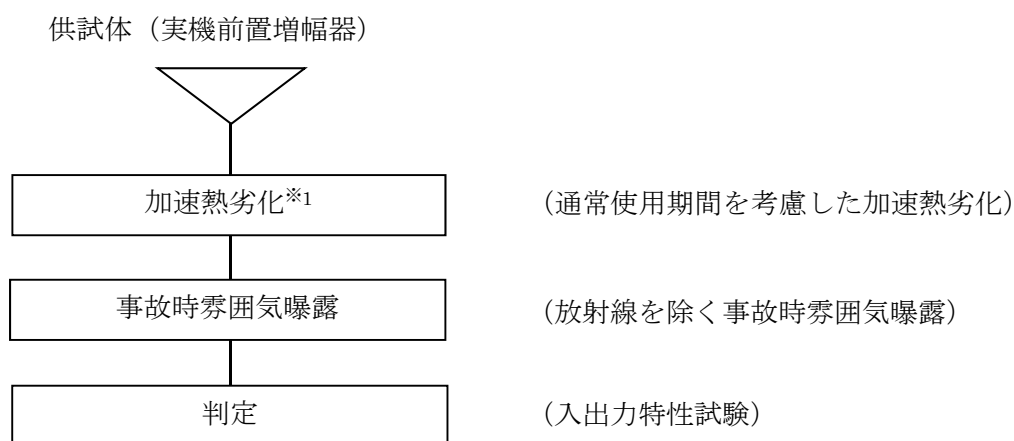 供試体（実機前置増幅器）
加速熱劣化※1
（通常使用期間を考慮した加速熱劣化）
事故時雰囲気曝露
（放射線を除く事故時雰囲気曝露）
判定
（入出力特性試験）